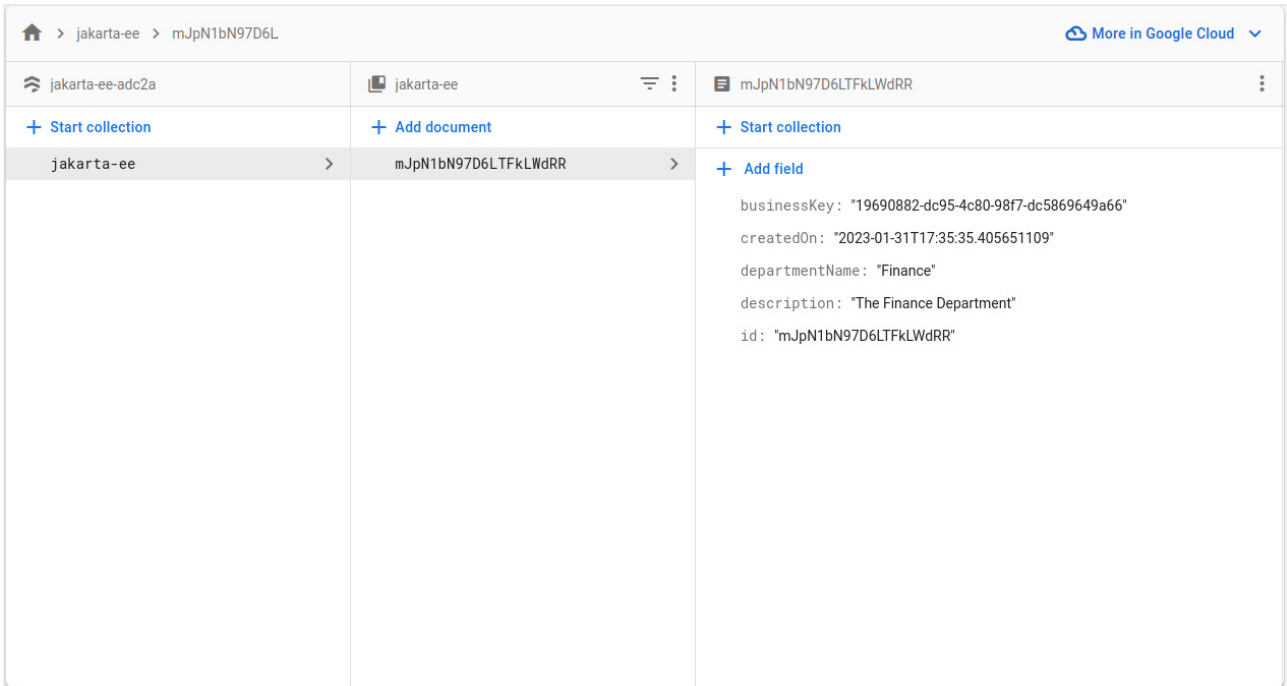 jakarta-ee > mJpN1bN97D6L
More in Google Cloud
jakarta-ee-adc2a
jakarta-ee
mJpN1bN97D6LTFkLWdRR
+ Start collection
+ Add document
+ Start collection
jakarta-ee >
mJpN1bN97D6LTFkLWdRR >
+ Add field
businessKey: "19690882-dc95-4c80-98f7-dc5869649a66"
createdOn: "2023-01-31T17:35:35.405651109"
departmentName: "Finance"
description: "The Finance Department"
id: "mJpN1bN97D6LTFkLWdRR"